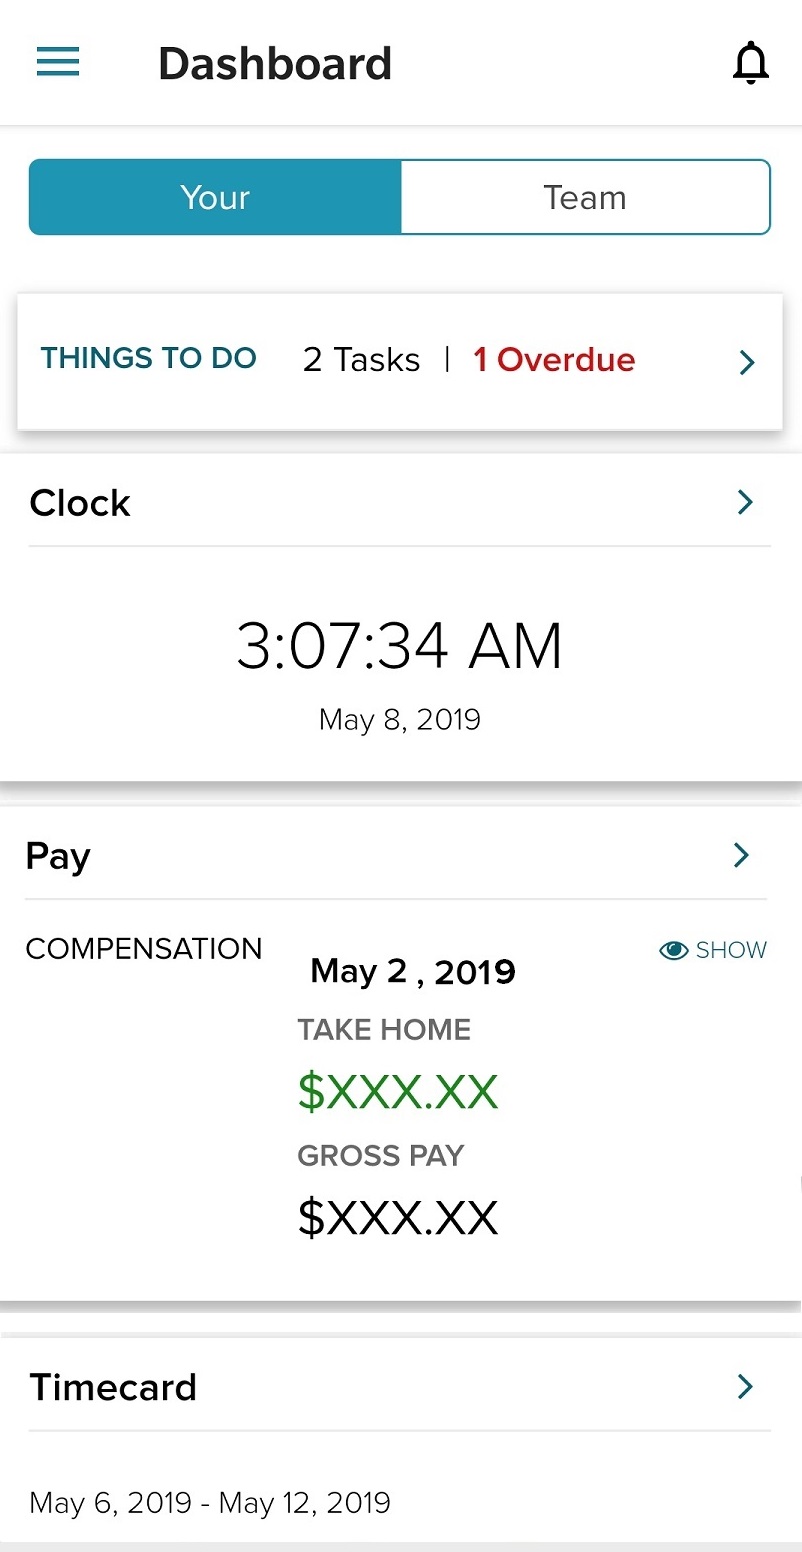 Dashboard
Your Team
THINGS TO DO 2 Tasks | 1 Overdue
Clock
3:07:34 AM
May 8, 2019
Pay
COMPENSATION
SHOW
May 2 , 2019
TAKE HOME
$XXX.XX
GROSS PAY
$XXX.XX
Timecard
May 6, 2019 - May 12, 2019